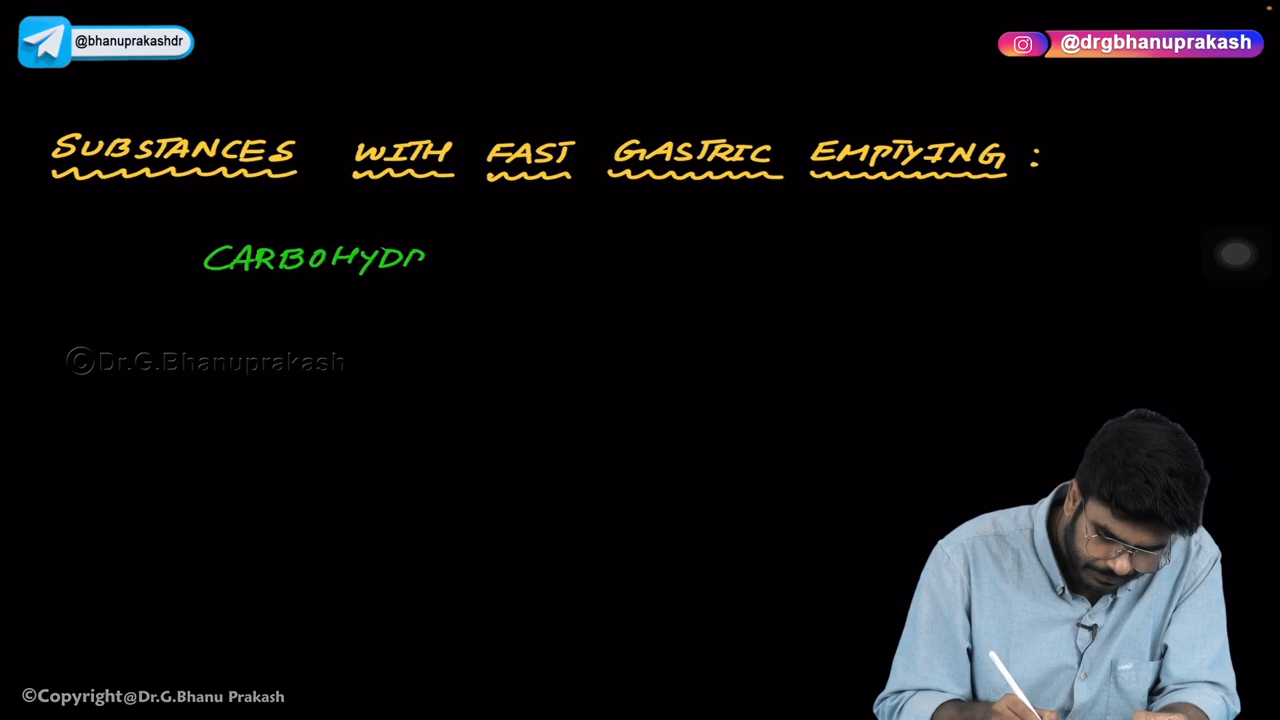 @bhanuprakashdr
@drgbhanuprakash
SUBSTANCES WITH FAST GASTRIC EMPTYING :
CARBOHYDR
©Dr.G.Bhanuprakash
©Copyright@Dr.G.Bhanu Prakash